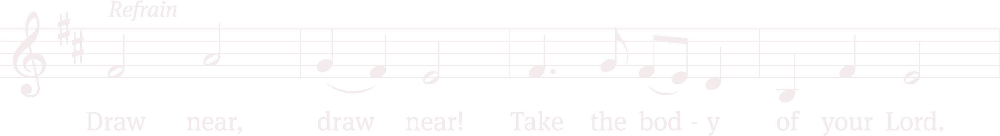 Refrain
Draw near, draw near! Take the bod - y of your Lord.